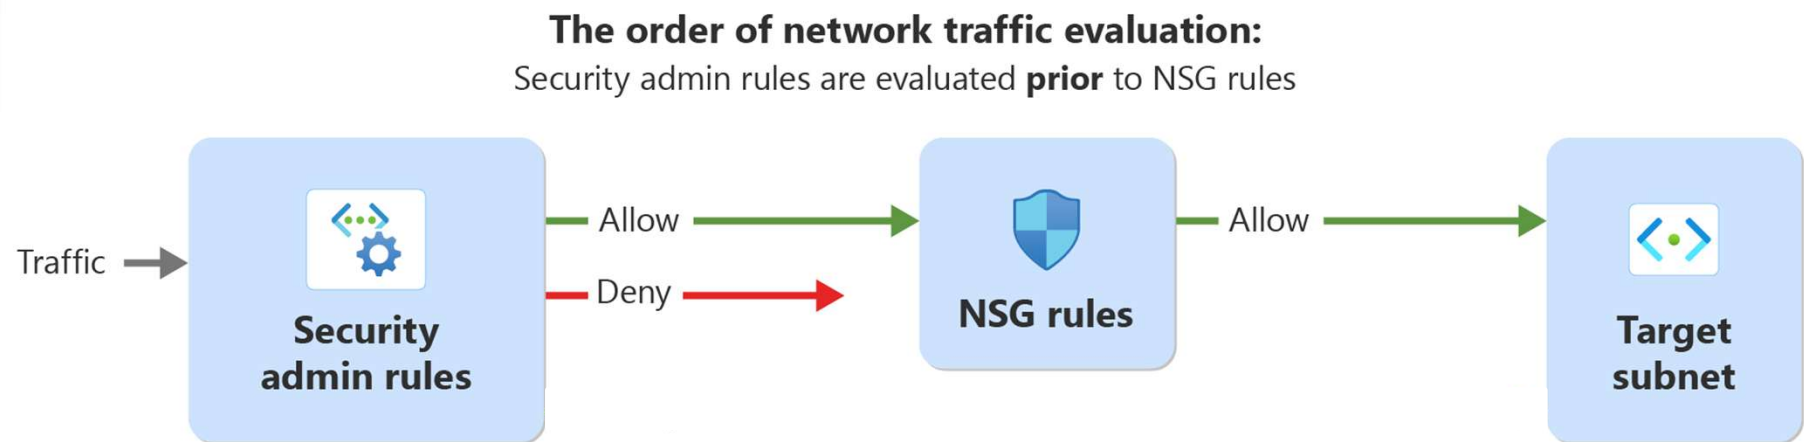 The order of network traffic evaluation:
Security admin rules are evaluated prior to NSG rules
Traffic
Security
admin rules
Allow
Deny
NSG rules
Allow
Target
subnet